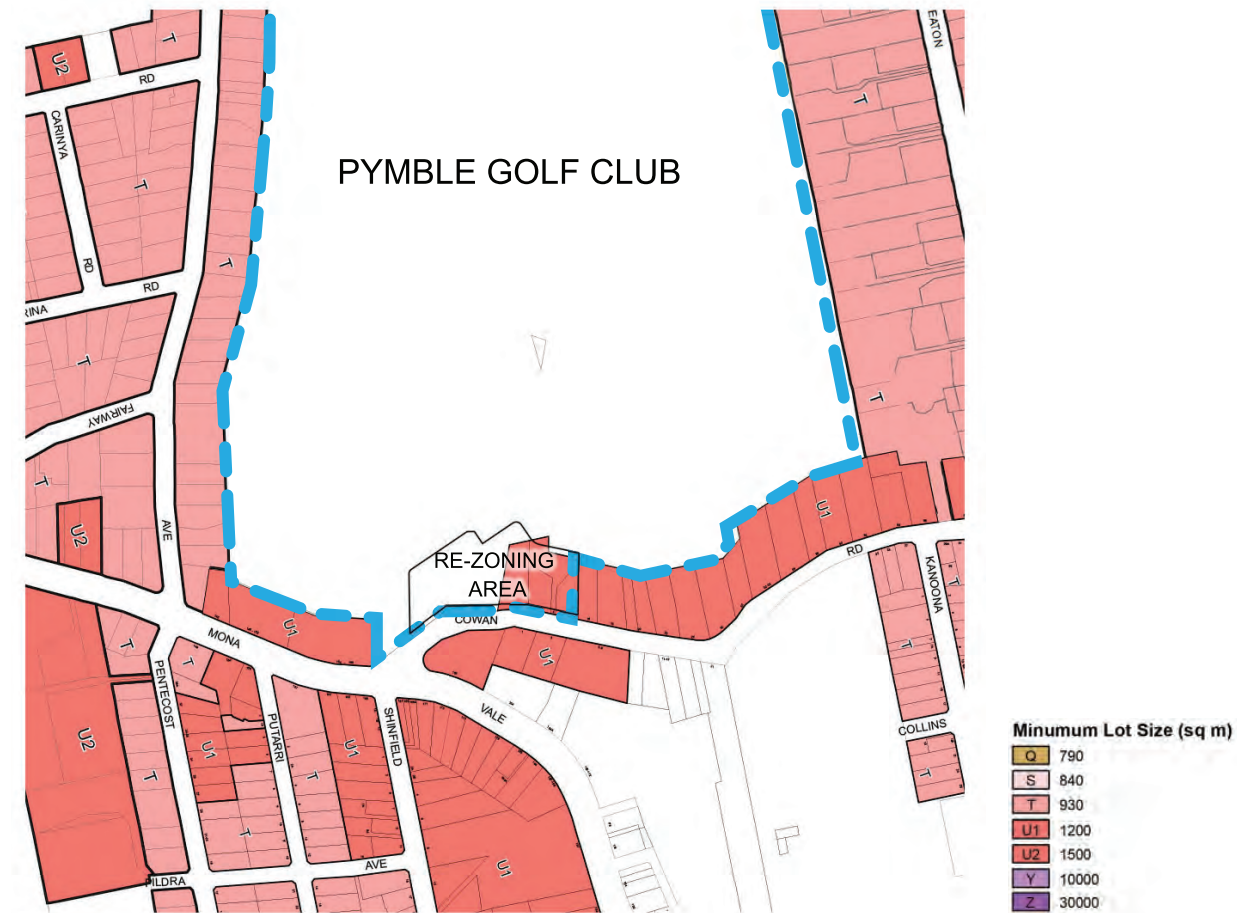 EATON
U2
T
RD
T
CARINYA
PYMBLE GOLF CLUB
T
RD
T
RD
RINA
T
T
FAIRWAY
T
U2
AVE
U1
RD
KANOONA
T
RE-ZONING
AREA
COWAN
U1
MONA
U1
T
T
T
PENTECOST
PUTARRI
SHINFIELD
VALE
U2
U1
U1
COLLINS
T
T
T
T
AVE
U1
PILDRA
Minumum Lot Size (sq m)
Q 790
S 840
T 930
U1 1200
U2 1500
Y 10000
Z 30000